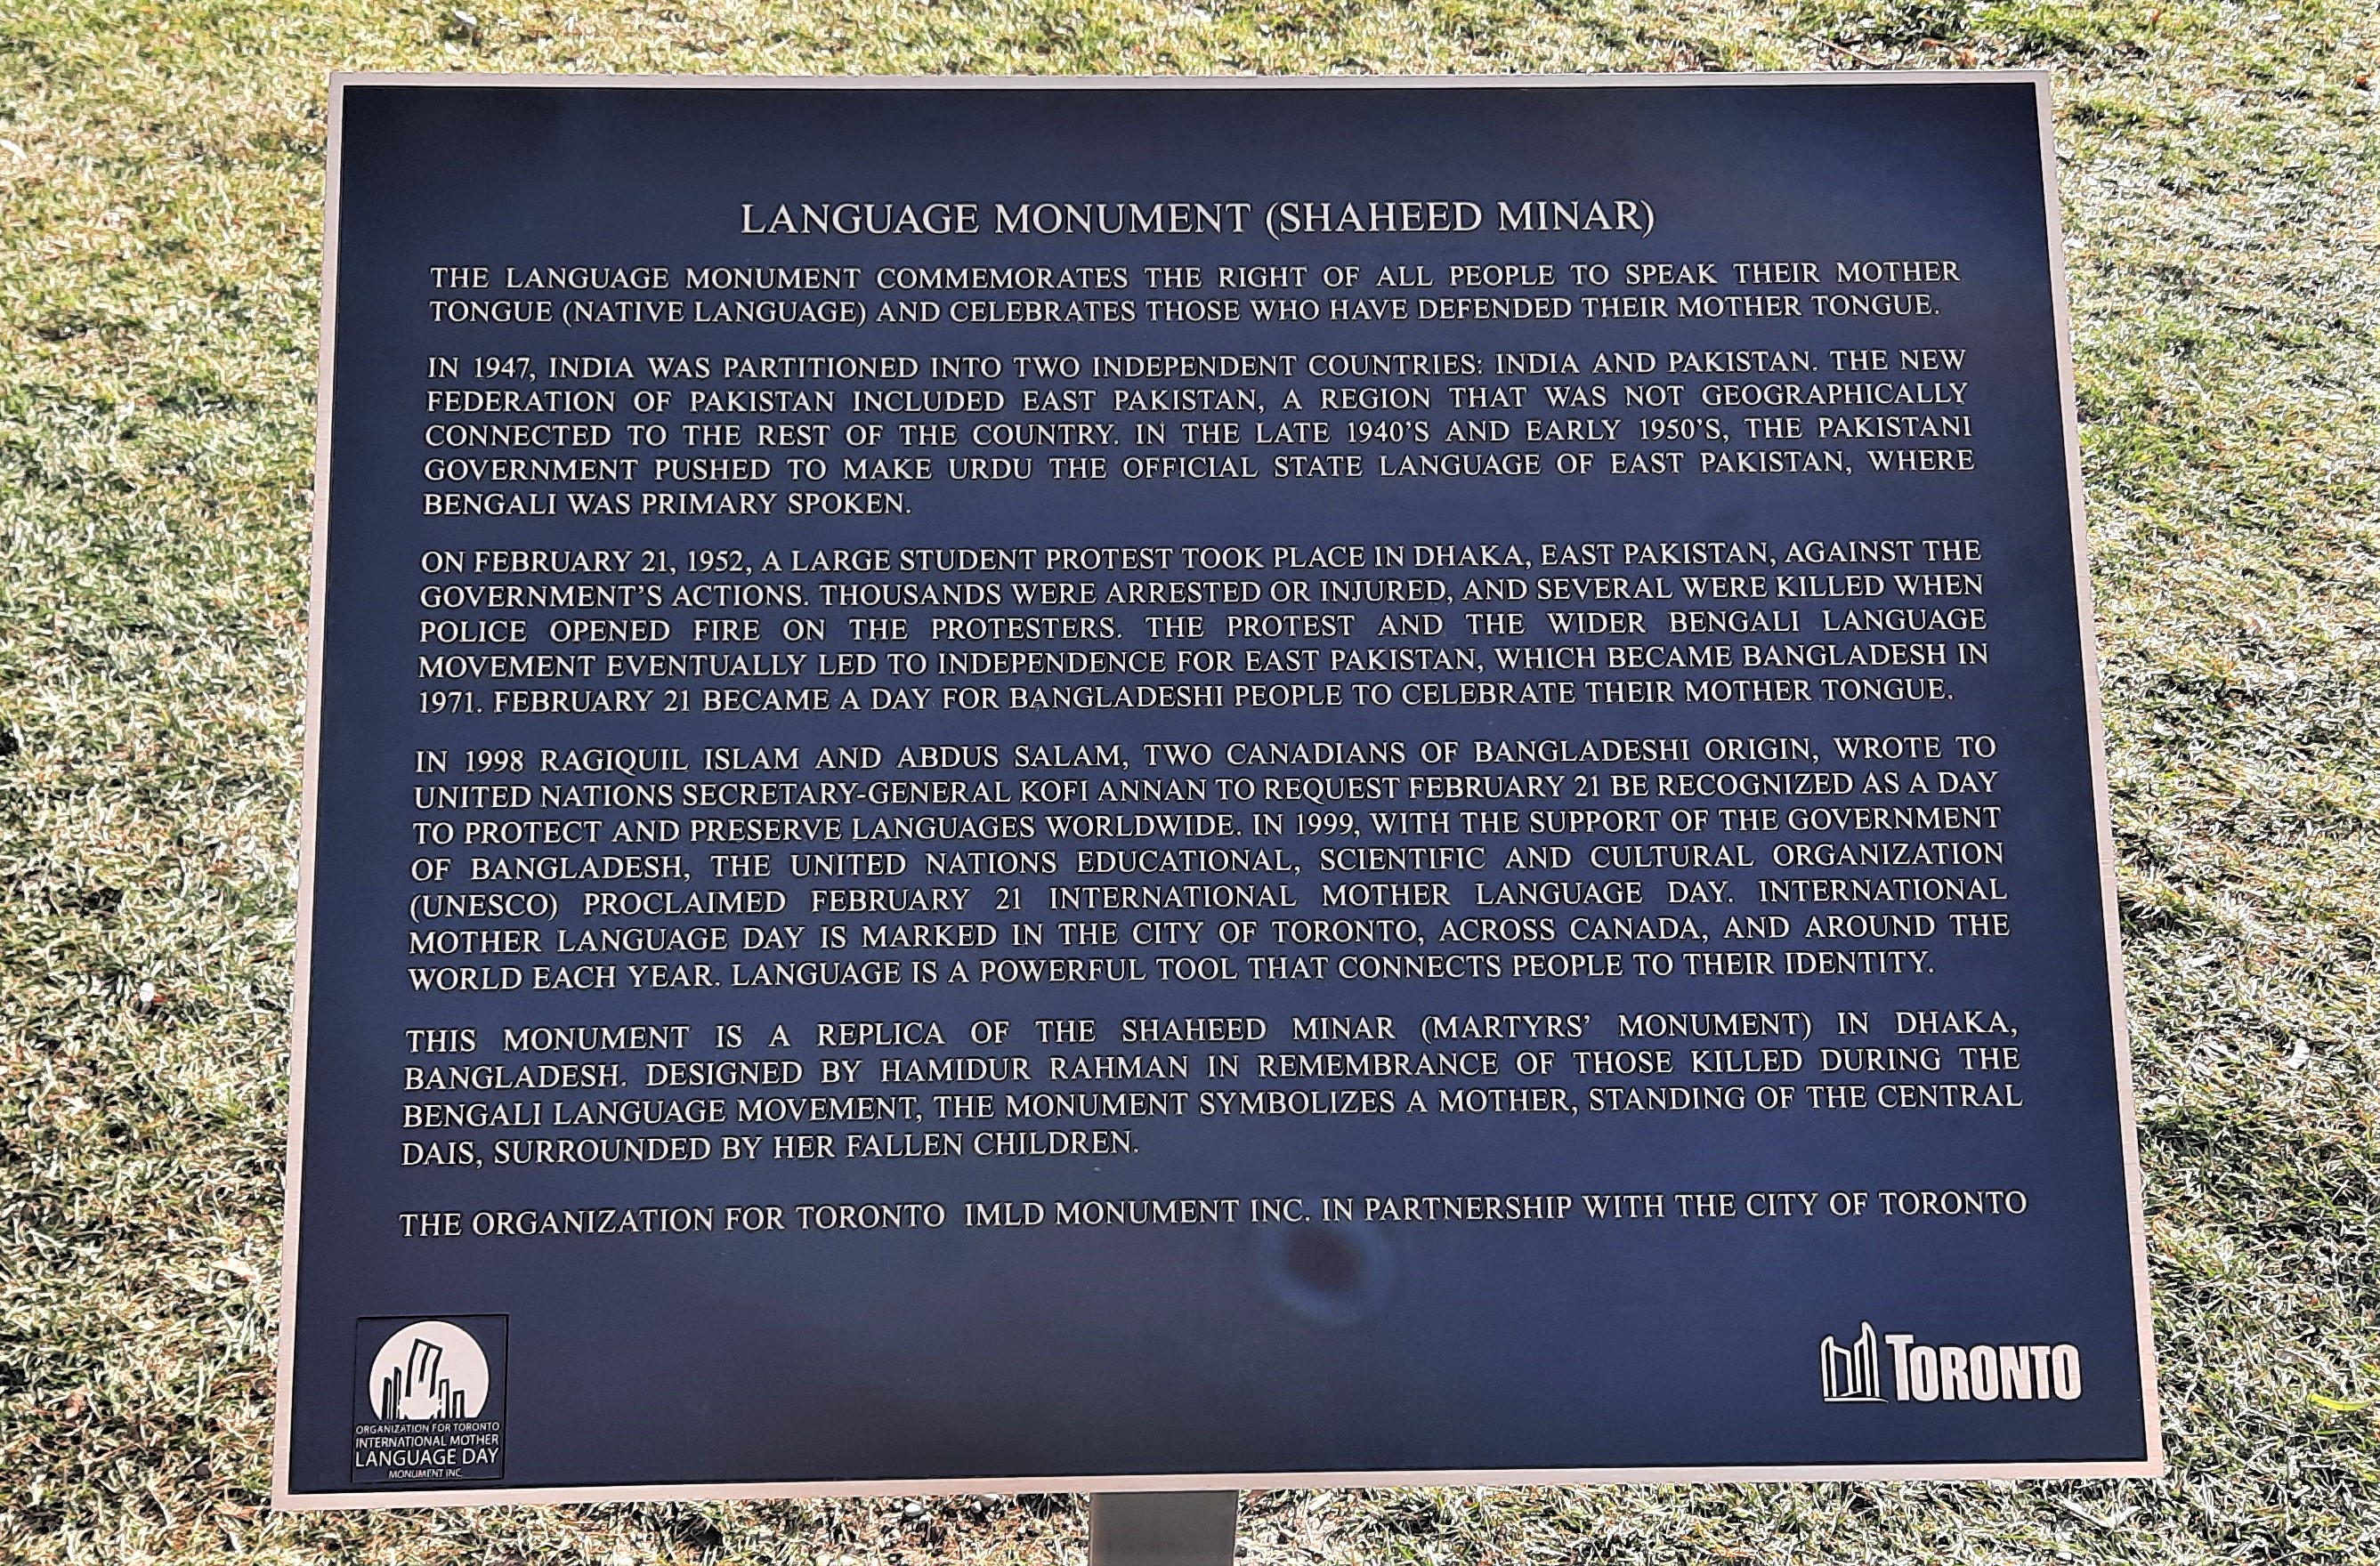 LANGUAGE MONUMENT (SHAHEED MINAR)
THE LANGUAGE MONUMENT COMMEMORATES THE RIGHT OF ALL PEOPLE TO SPEAK THEIR MOTHER
TONGUE (NATIVE LANGUAGE) AND CELEBRATES THOSE WHO HAVE DEFENDED THEIR MOTHER TONGUE.
IN 1947, INDIA WAS PARTITIONED INTO TWO INDEPENDENT COUNTRIES: INDIA AND PAKISTAN. THE NEW
FEDERATION OF PAKISTAN INCLUDED EAST PAKISTAN, A REGION THAT WAS NOT GEOGRAPHICALLY
CONNECTED TO THE REST OF THE COUNTRY. IN THE LATE 1940'S AND EARLY 1950'S, THE PAKISTANI
GOVERNMENT PUSHED TO MAKE URDU THE OFFICIAL STATE LANGUAGE OF EAST PAKISTAN, WHERE
BENGALI WAS PRIMARY SPOKEN.
ON FEBRUARY 21, 1952, A LARGE STUDENT PROTEST TOOK PLACE IN DHAKA, EAST PAKISTAN, AGAINST THE
GOVERNMENT'S ACTIONS. THOUSANDS WERE ARRESTED OR INJURED, AND SEVERAL WERE KILLED WHEN
POLICE OPENED FIRE ON THE PROTESTERS. THE PROTEST AND THE WIDER BENGALI LANGUAGE
MOVEMENT EVENTUALLY LED TO INDEPENDENCE FOR EAST PAKISTAN, WHICH BECAME BANGLADESH IN
1971. FEBRUARY 21 BECAME A DAY FOR BANGLADESHI PEOPLE TO CELEBRATE THEIR MOTHER TONGUE.
IN 1998 RAGIQUIL ISLAM AND ABDUS SALAM, TWO CANADIANS OF BANGLADESHI ORIGIN, WROTE TO
UNITED NATIONS SECRETARY-GENERAL KOFI ANNAN TO REQUEST FEBRUARY 21 BE RECOGNIZED AS A DAY
TO PROTECT AND PRESERVE LANGUAGES WORLDWIDE. IN 1999, WITH THE SUPPORT OF THE GOVERNMENT
OF BANGLADESH, THE UNITED NATIONS EDUCATIONAL, SCIENTIFIC AND CULTURAL ORGANIZATION
(UNESCO) PROCLAIMED FEBRUARY 21 INTERNATIONAL MOTHER LANGUAGE DAY. INTERNATIONAL
MOTHER LANGUAGE DAY IS MARKED IN THE CITY OF TORONTO, ACROSS CANADA, AND AROUND THE
WORLD EACH YEAR. LANGUAGE IS A POWERFUL TOOL THAT CONNECTS PEOPLE TO THEIR IDENTITY.
THIS MONUMENT IS A REPLICA OF THE SHAHEED MINAR (MARTYRS' MONUMENT) IN DHAKA,
BANGLADESH. DESIGNED BY HAMIDUR RAHMAN IN REMEMBRANCE OF THOSE KILLED DURING THE
BENGALI LANGUAGE MOVEMENT, THE MONUMENT SYMBOLIZES A MOTHER, STANDING OF THE CENTRAL
DAIS, SURROUNDED BY HER FALLEN CHILDREN.
THE ORGANIZATION FOR TORONTO IMLD MONUMENT INC. IN PARTNERSHIP WITH THE CITY OF TORONTO
ORGANIZATION FOR TORONTO
INTERNATIONAL MOTHER
LANGUAGE DAY
MONUMENT INC.
TORONTO